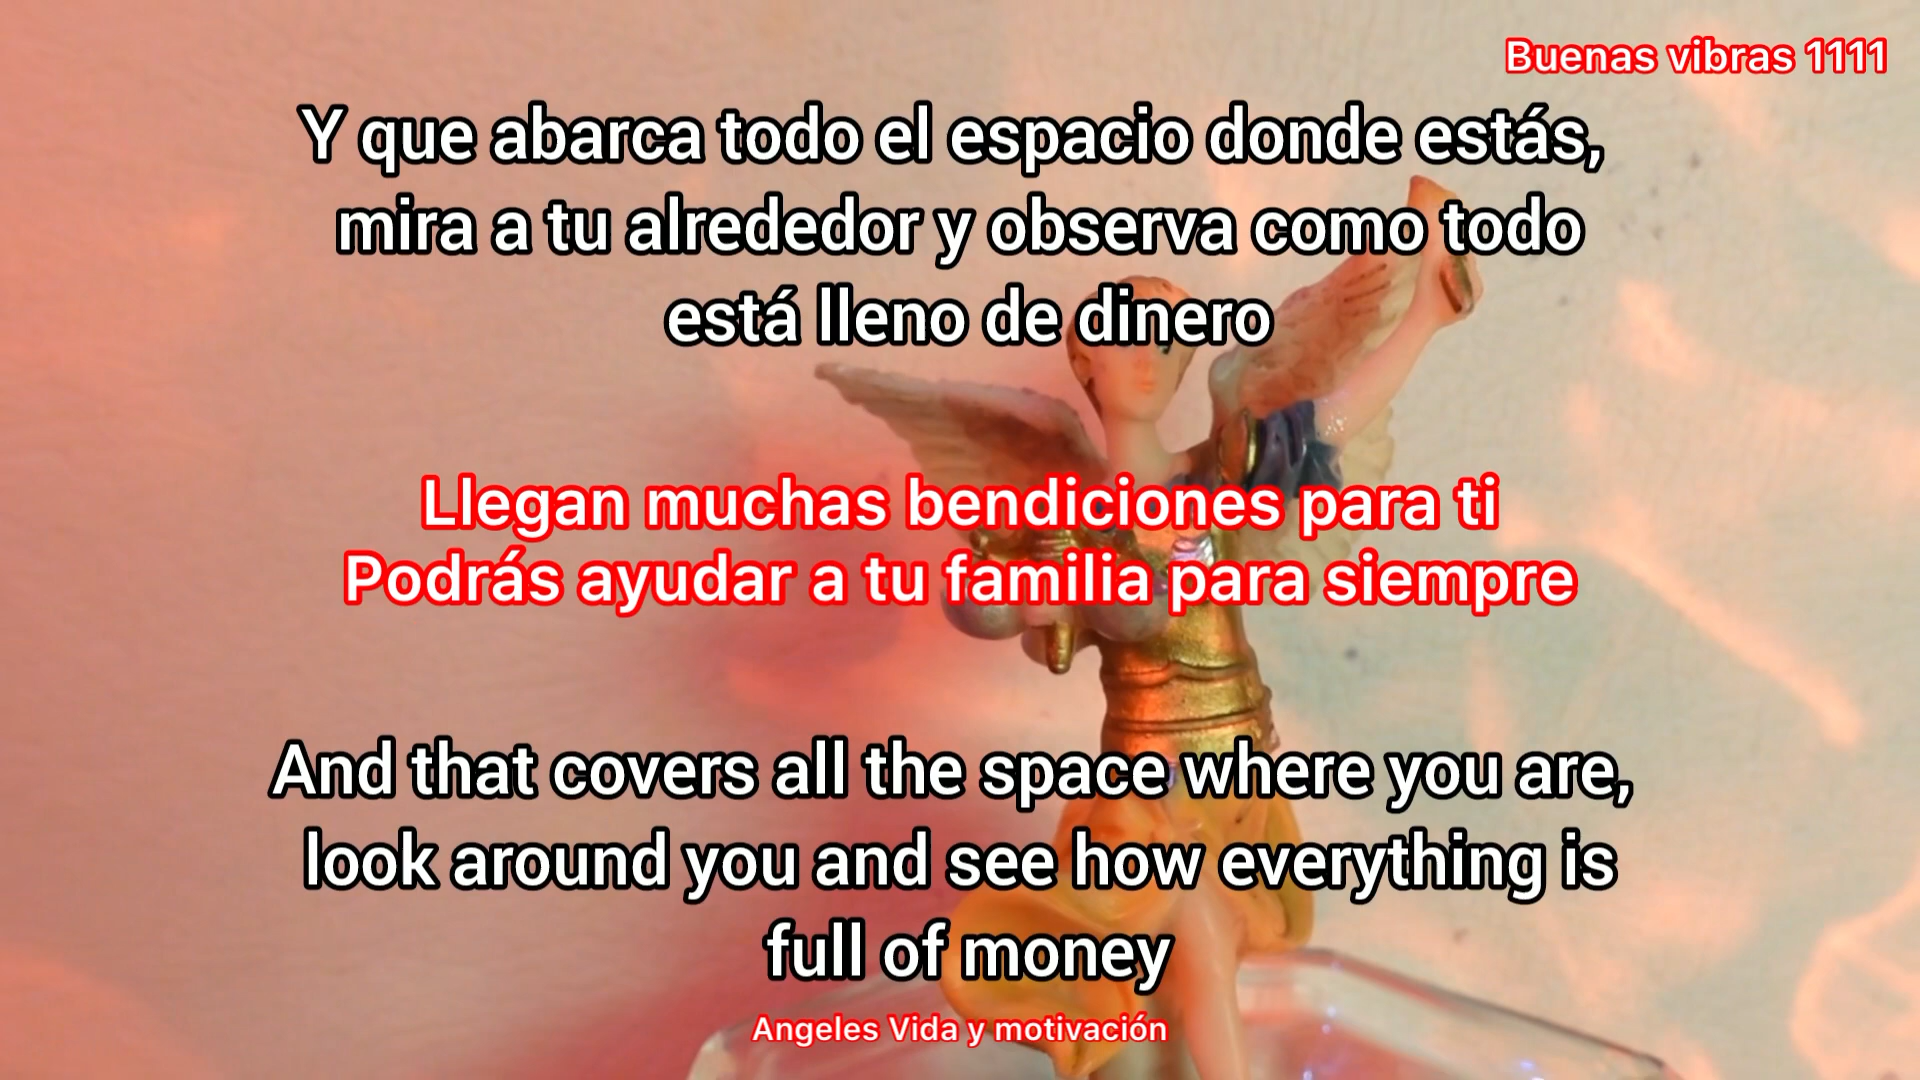 Buenas vibras 1111
Y que abarca todo el espacio donde estás,
mira a tu alrededor y observa como todo
está lleno de dinero
Llegan muchas bendiciones para ti
Podrás ayudar a tu familia para siempre
And that covers all the space where you are,
look around you and see how everything is
full of money
Angeles Vida y motivación